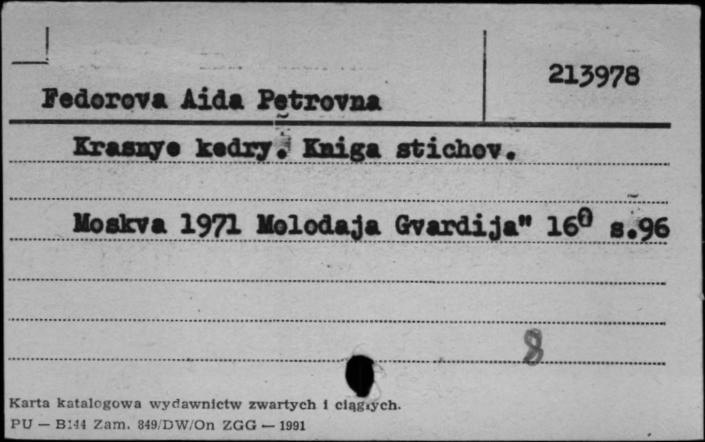 213978
Fedorova Aida Petrovna
Krasnye kedry. Kniga stichov.
Moskva 1971 Molodaja Gvardija" 16⁰ s.96
8
Karta katalogowa wydawnictw zwartych i ciągłych.
PU — B144 Zam. 849/DW/On ZGG — 1991